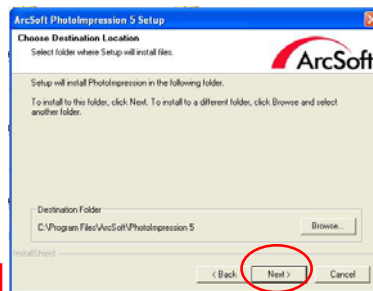 ArcSoft PhotoImpression 5 Setup
Choose Destination Location
Select folder where Setup will install files.
ArcSoft
Setup will install PhotoImpression in the following folder.
To install to this folder, click Next. To install to a different folder, click Browse and select
another folder.
Destination Folder
C:\Program Files\ArcSoft\PhotoImpression 5
Browse...
InstallShield
< Back
Next >
Cancel